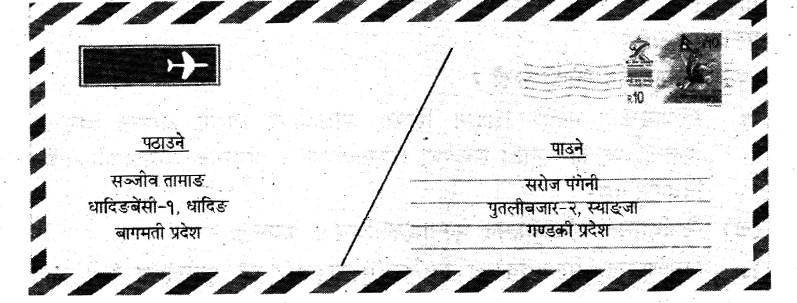 पठाउने
सञ्जीव तामाङ
धादिङबेंसी-१, धादिङ
बागमती प्रदेश
पाउने
सरोज पंगेनी
पुतलीबजार-२, स्याङ्जा
गण्डकी प्रदेश
रु.10